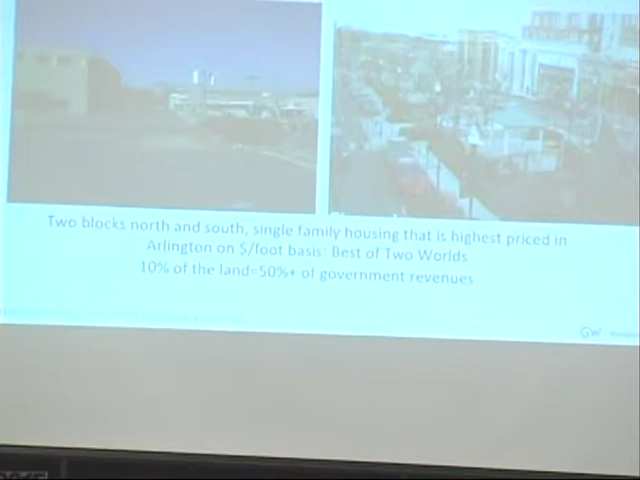 Two blocks north and south, single family housing that is highest priced in
Arlington on $/foot basis: Best of Two Worlds
10% of the land=50%+ of government revenues
GW